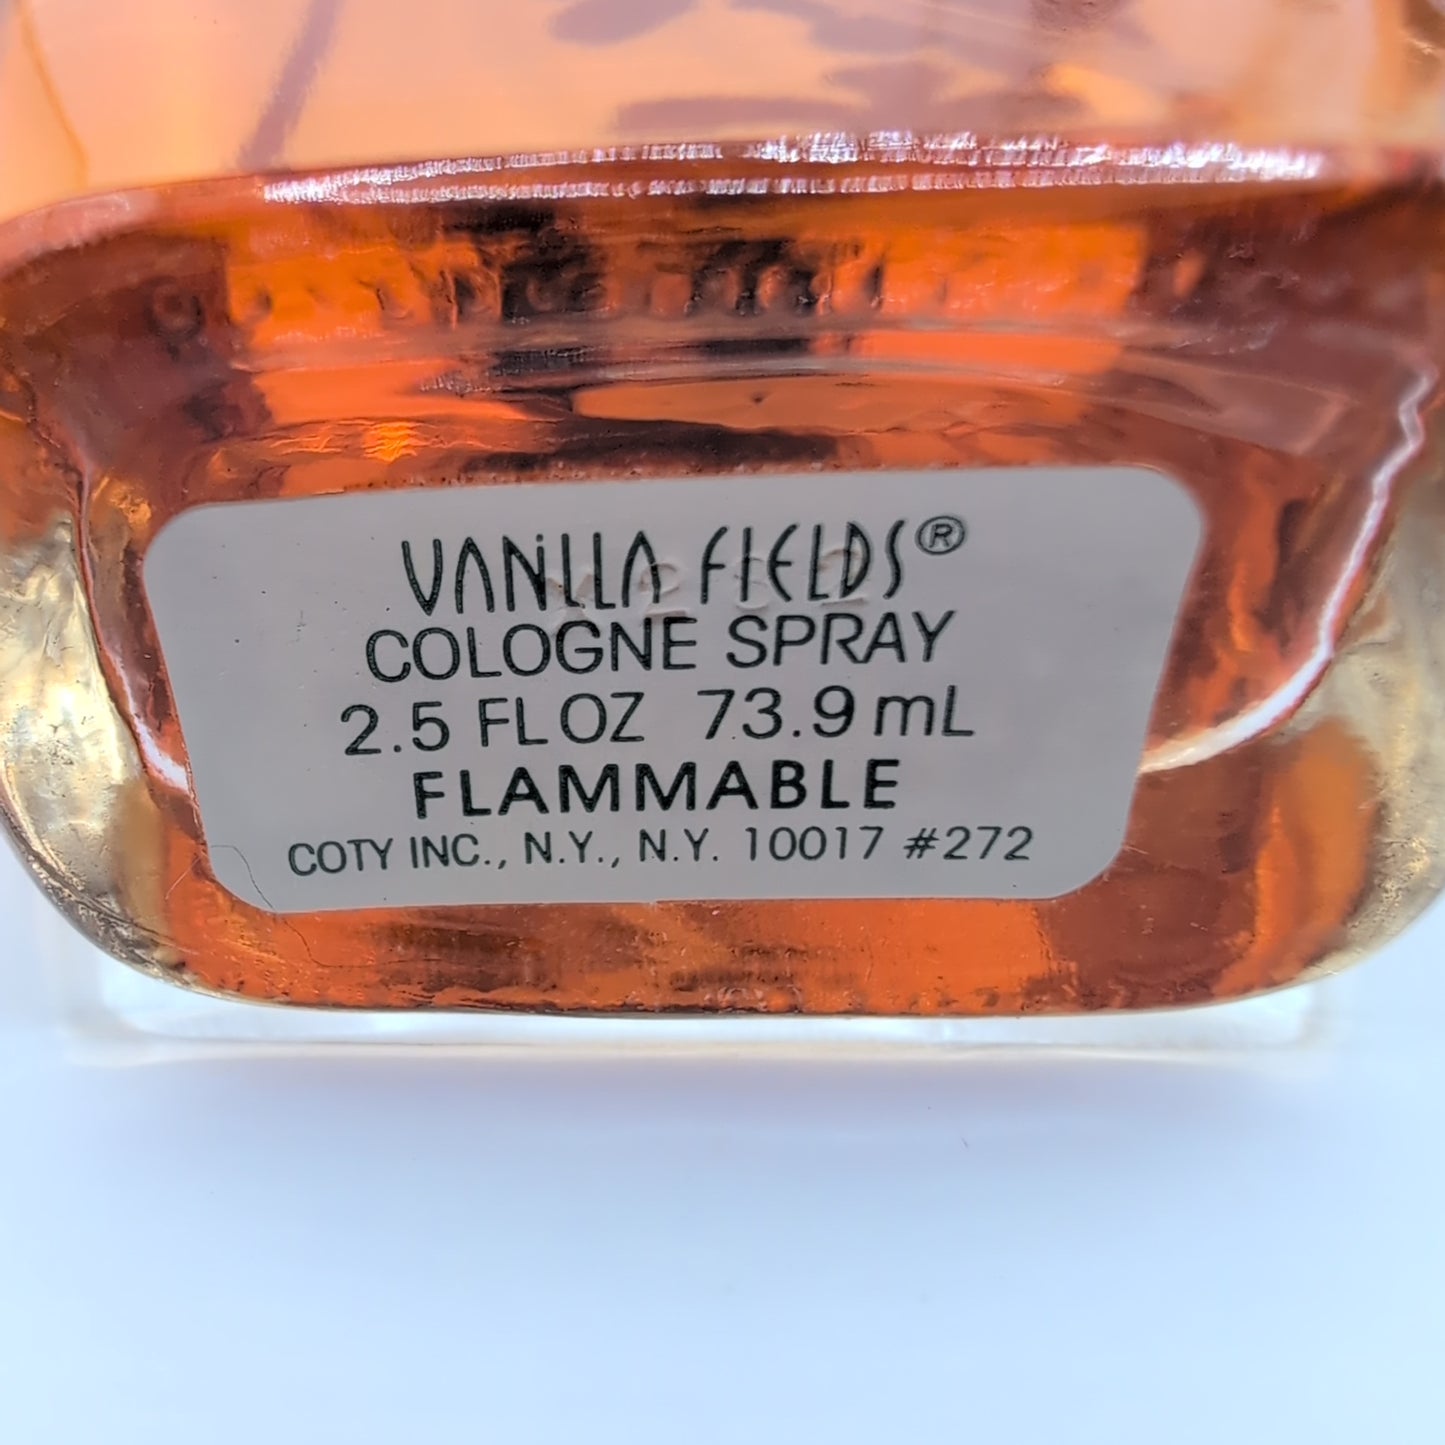 VANILLA FIELDS®
COLOGNE SPRAY
2.5 FL OZ 73.9 mL
FLAMMABLE
COTY INC., N.Y., N.Y. 10017 #272